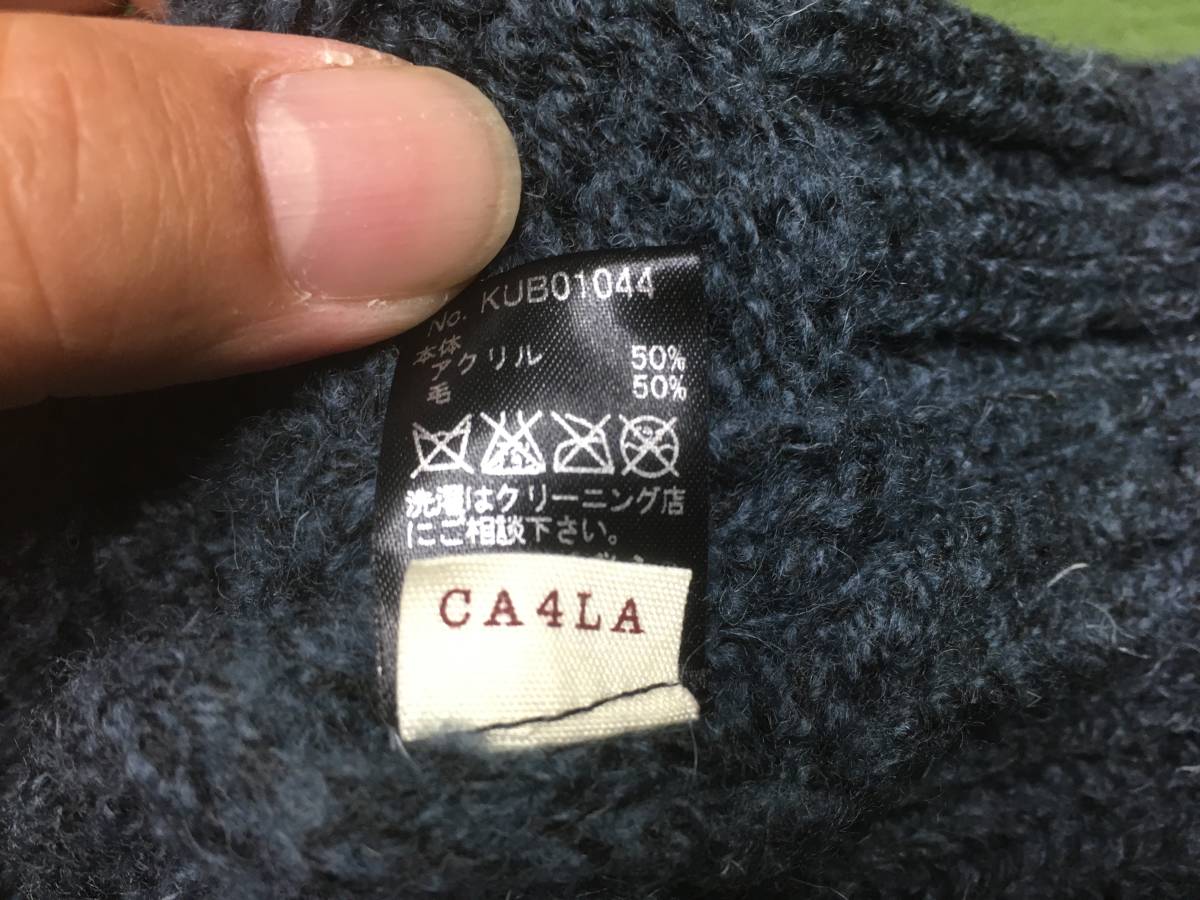 No. KUB01044
本体
アクリル 50%
毛 50%
洗濯はクリーニング店
にご相談下さい。
CA4LA